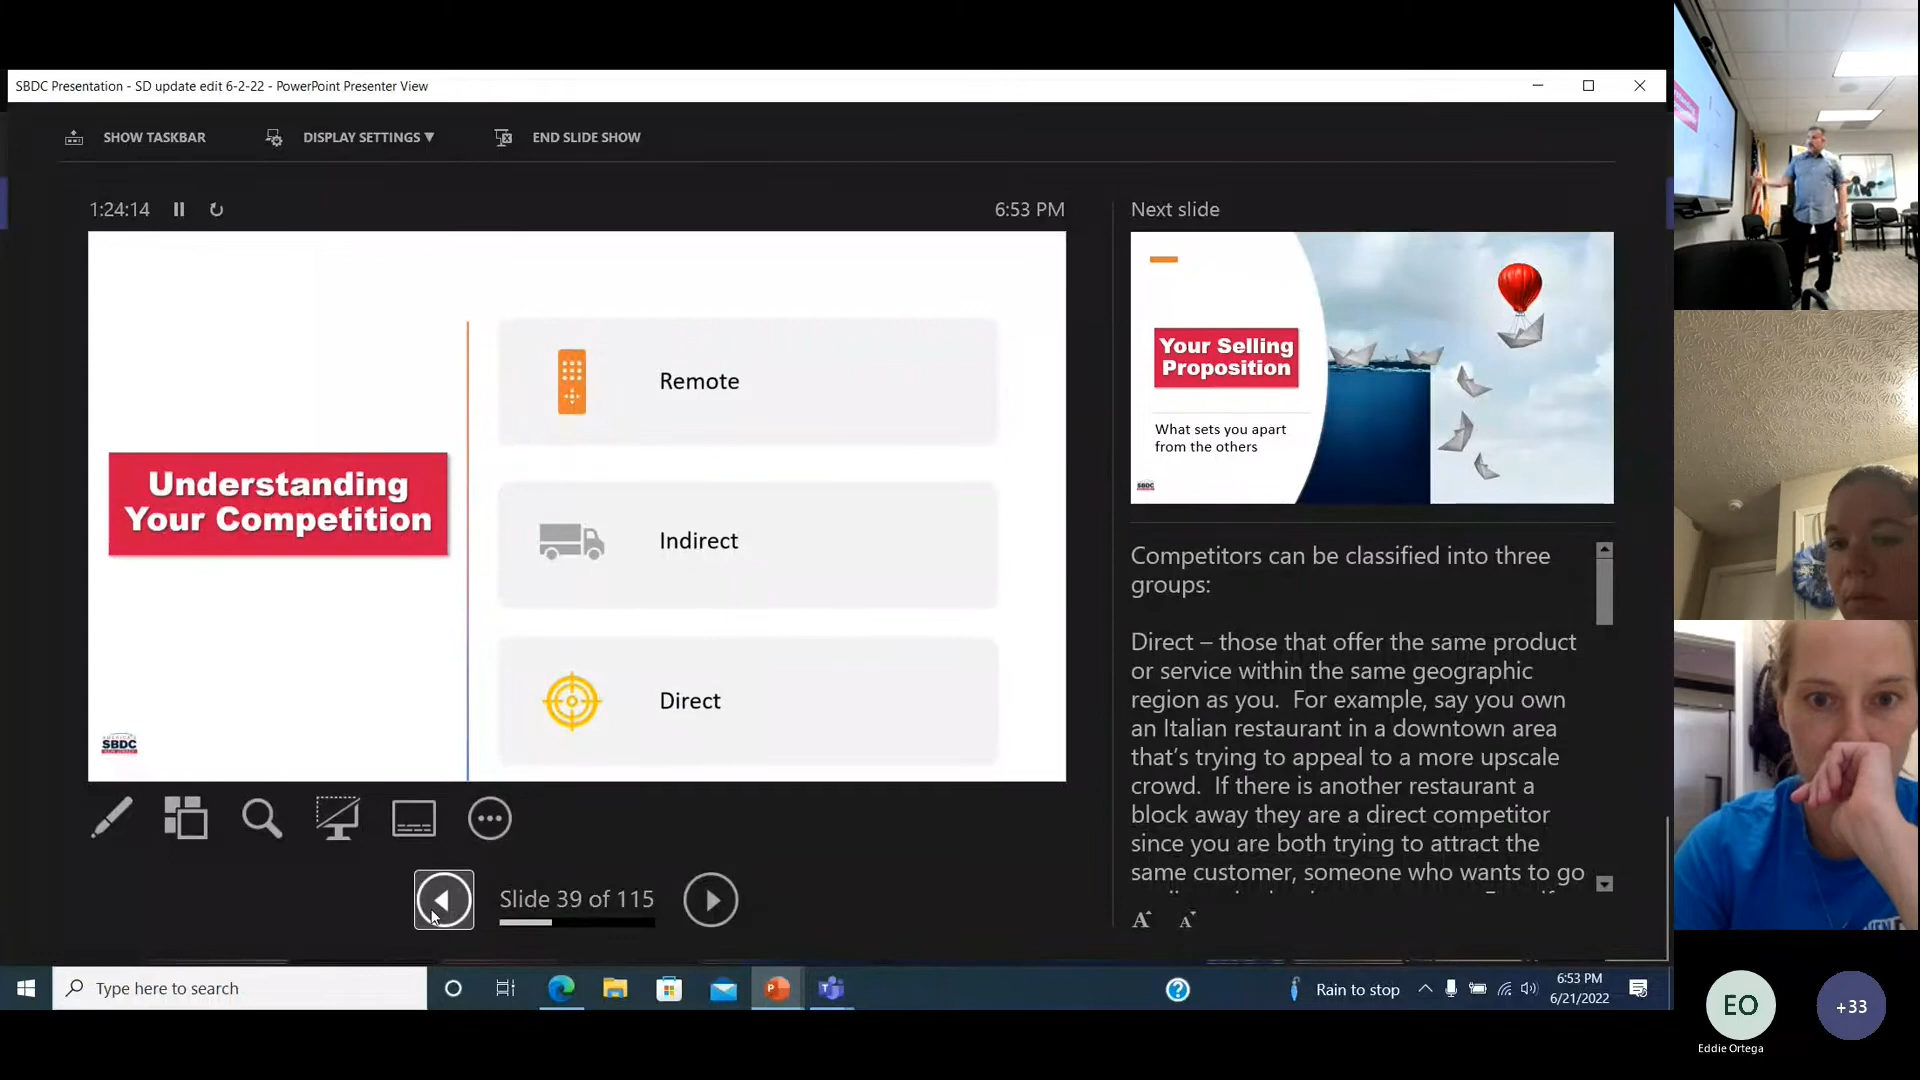 SBDC Presentation - SD update edit 6-2-22 - PowerPoint Presenter View
SHOW TASKBAR
DISPLAY SETTINGS ▼
END SLIDE SHOW
1:24:14
6:53 PM
Understanding
Your Competition
Remote
Indirect
Direct
SBDC
Slide 39 of 115
Next slide
Your Selling
Proposition
What sets you apart
from the others
SBDC
Competitors can be classified into three
groups:
Direct – those that offer the same product
or service within the same geographic
region as you.  For example, say you own
an Italian restaurant in a downtown area
that’s trying to appeal to a more upscale
crowd.  If there is another restaurant a
block away they are a direct competitor
since you are both trying to attract the
same customer, someone who wants to go
A A
Type here to search
Rain to stop
6:53 PM
6/21/2022
EO
Eddie Ortega
+33